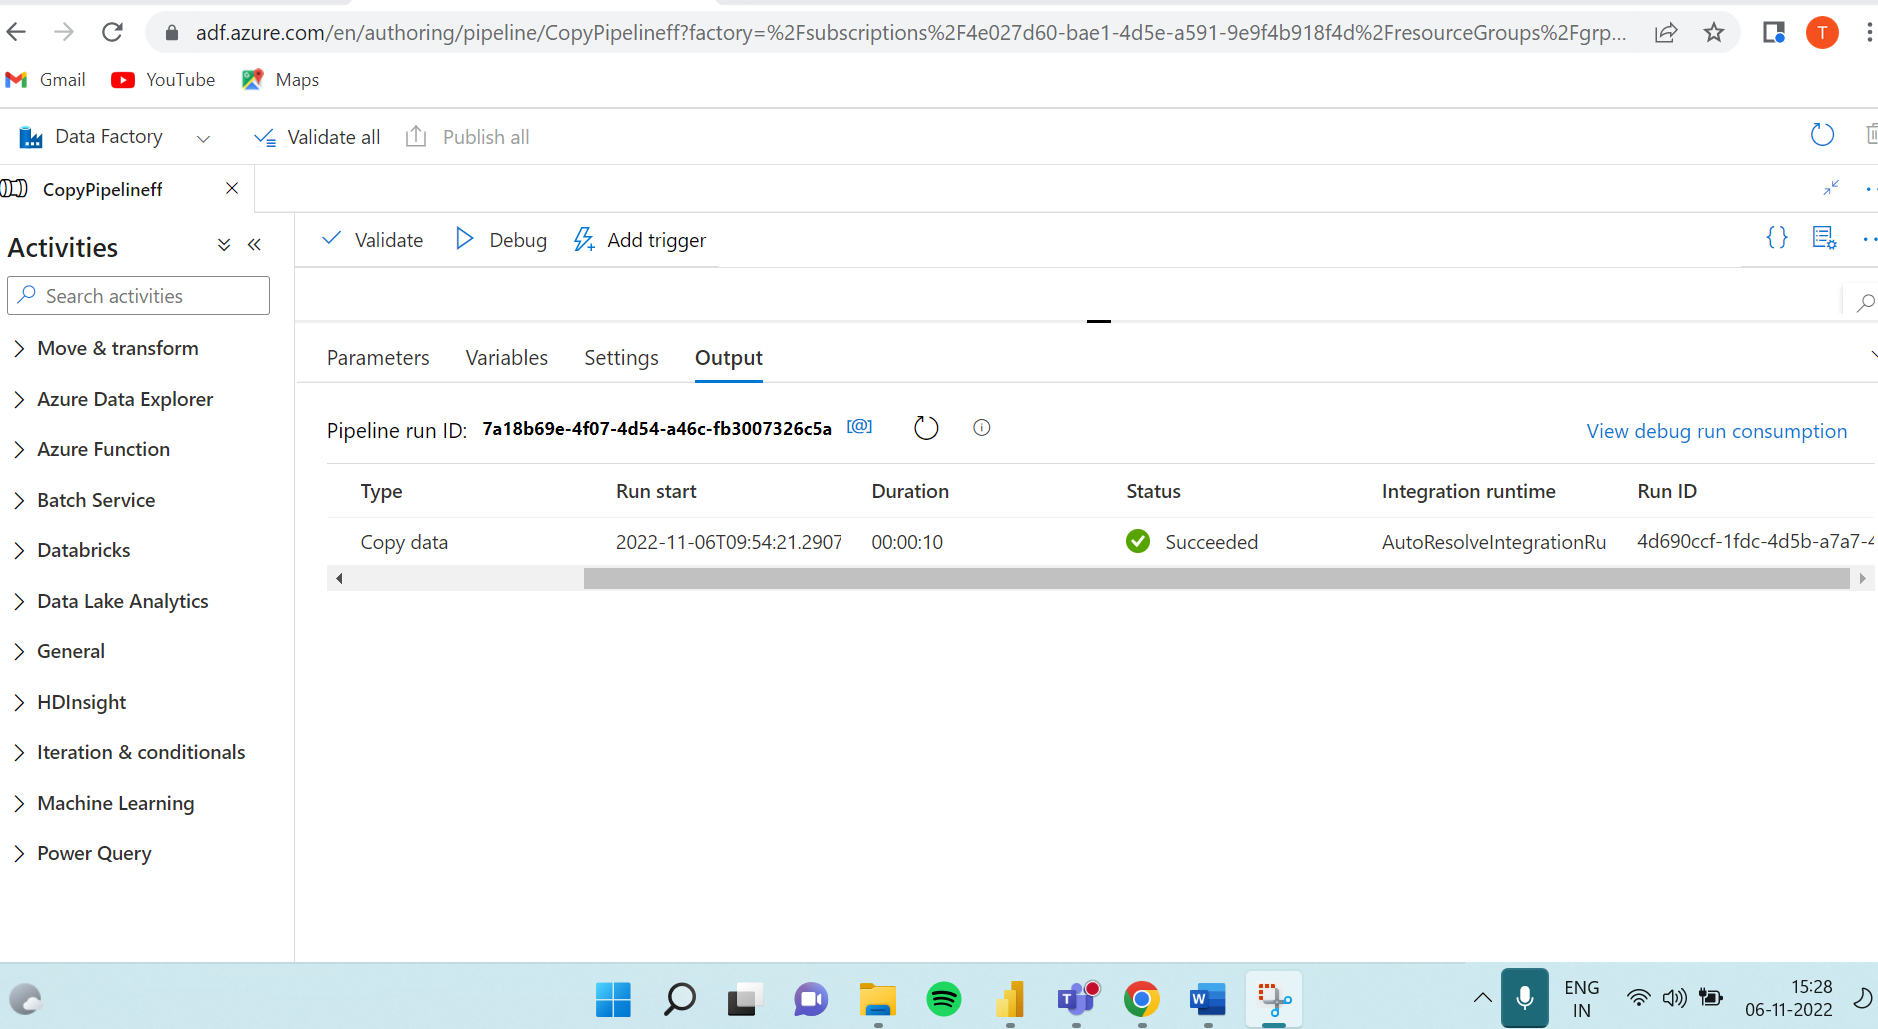 adf.azure.com/en/authoring/pipeline/CopyPipelineff?factory=%2Fsubscriptions%2F4e027d60-bae1-4d5e-a591-9e9f4b918f4d%2FresourceGroups%2Fgrp...
T
Gmail YouTube Maps
Data Factory Validate all Publish all
CopyPipelineff
Activities
Validate Debug Add trigger
Search activities
Move & transform
Azure Data Explorer
Azure Function
Batch Service
Databricks
Data Lake Analytics
General
HDInsight
Iteration & conditionals
Machine Learning
Power Query
Parameters Variables Settings Output
Pipeline run ID: 7a18b69e-4f07-4d54-a46c-fb3007326c5a [@]
View debug run consumption
Type Run start Duration Status Integration runtime Run ID
Copy data 2022-11-06T09:54:21.2907 00:00:10 Succeeded AutoResolveIntegrationRu 4d690ccf-1fdc-4d5b-a7a7-4
ENG
IN
15:28
06-11-2022